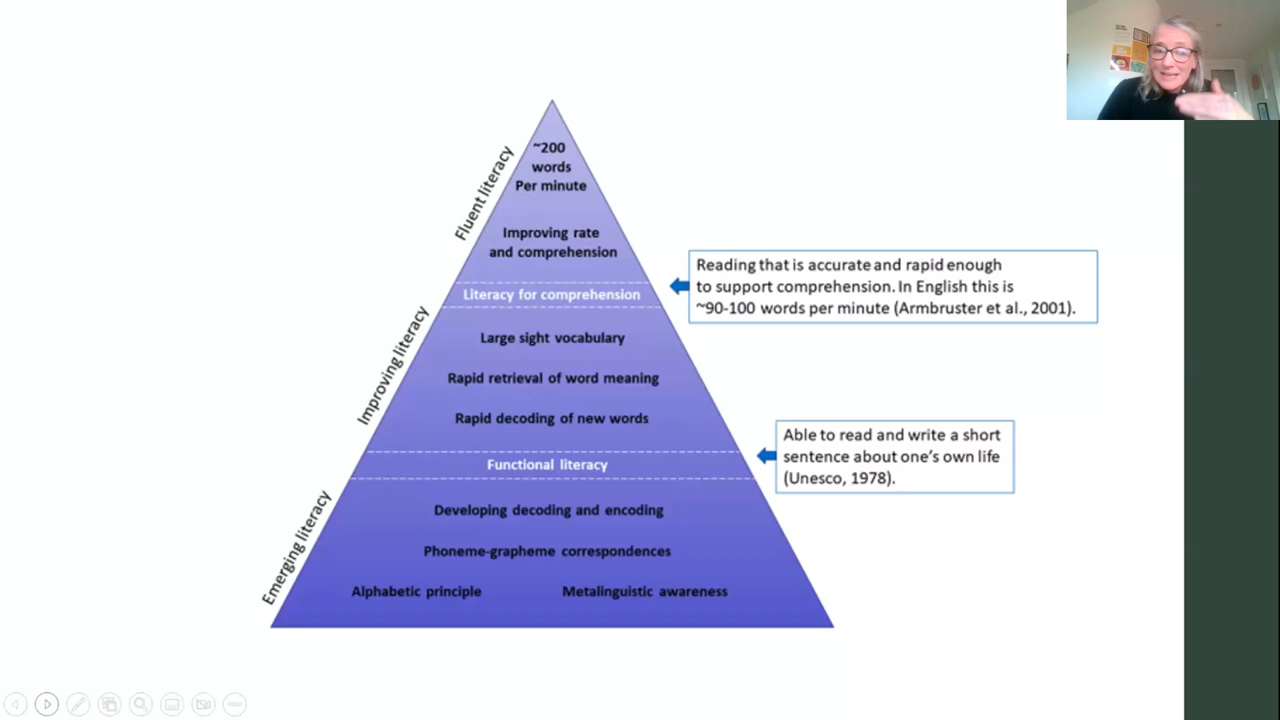 ~200
words
Per minute
Fluent literacy
Improving rate
and comprehension
Literacy for comprehension
Reading that is accurate and rapid enough
to support comprehension. In English this is
~90-100 words per minute (Armbruster et al., 2001).
Improving literacy
Large sight vocabulary
Rapid retrieval of word meaning
Rapid decoding of new words
Functional literacy
Able to read and write a short
sentence about one's own life
(Unesco, 1978).
Emerging literacy
Developing decoding and encoding
Phoneme-grapheme correspondences
Alphabetic principle Metalinguistic awareness